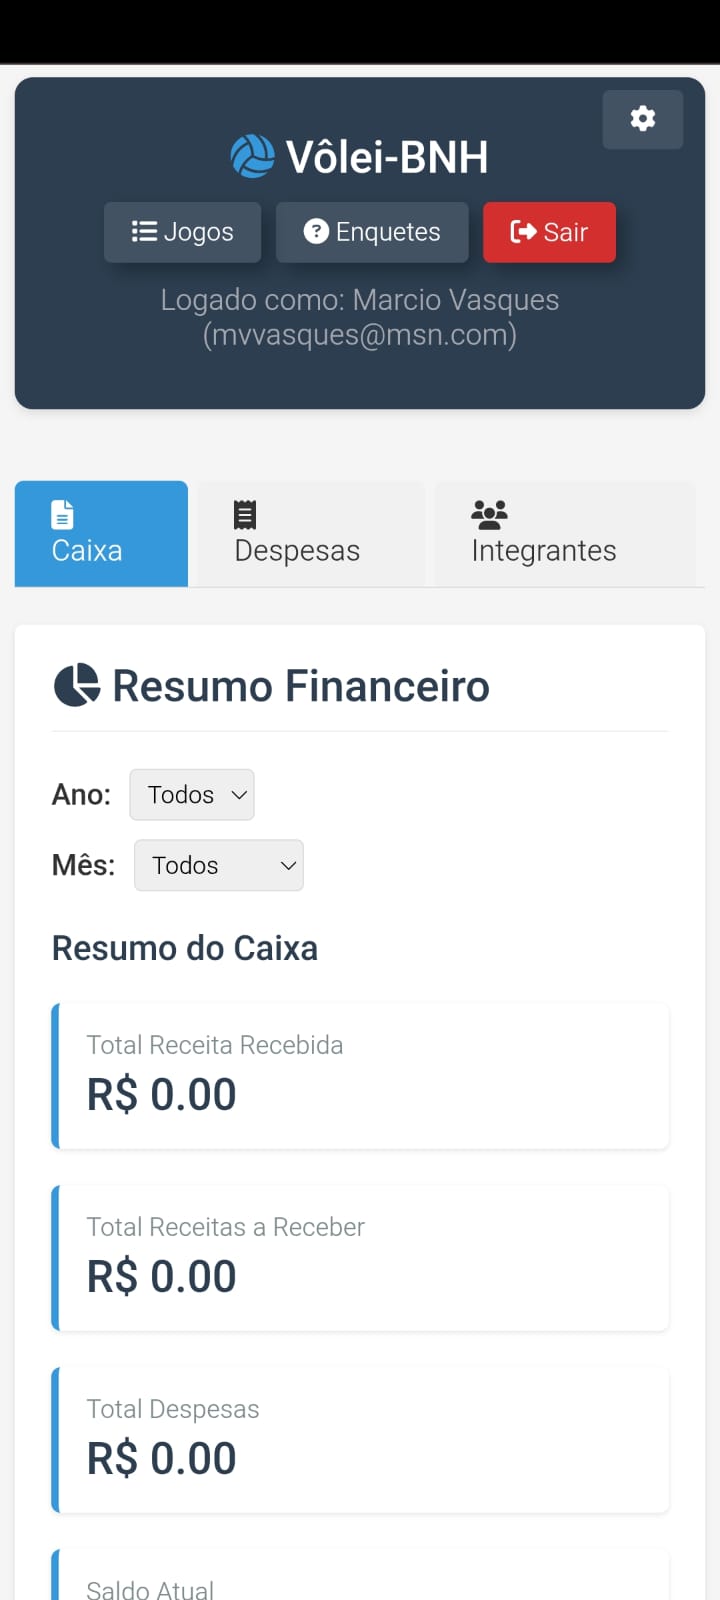 Vôlei-BNH
Jogos
Enquetes
Sair
Logado como: Marcio Vasques
(mvvasques@msn.com)
Caixa
Despesas
Integrantes
Resumo Financeiro
Ano: Todos
Mês: Todos
Resumo do Caixa
Total Receita Recebida
R$ 0.00
Total Receitas a Receber
R$ 0.00
Total Despesas
R$ 0.00
Saldo Atual